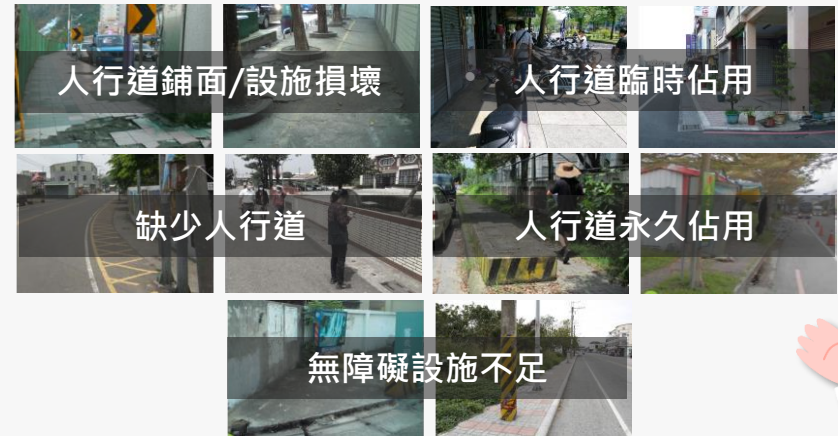 人行道鋪面/設施損壞
人行道臨時佔用
缺少人行道
人行道永久佔用
無障礙設施不足